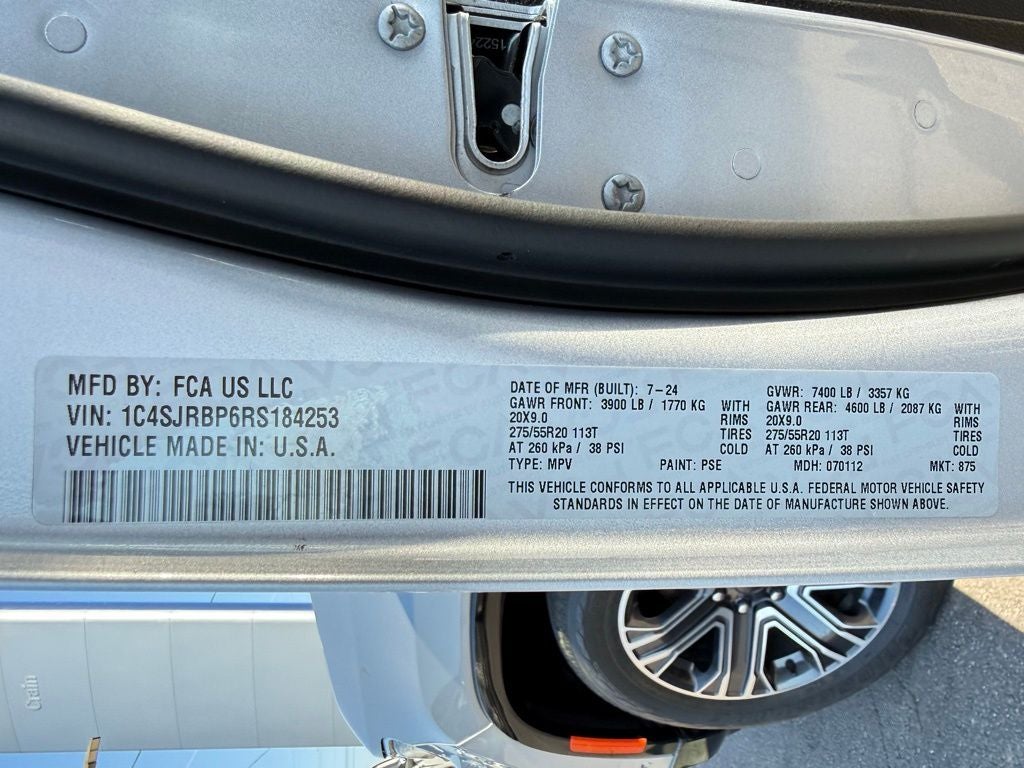 MFD BY: FCA US LLC
VIN: 1C4SJRBP6RS184253
VEHICLE MADE IN: U.S.A.
DATE OF MFR (BUILT): 7-24
GAWR FRONT: 3900 LB / 1770 KG WITH
20X9.0 RIMS
275/55R20 113T TIRES
AT 260 kPa / 38 PSI COLD
TYPE: MPV PAINT: PSE
GVWR: 7400 LB / 3357 KG
GAWR REAR: 4600 LB / 2087 KG WITH
20X9.0 RIMS
275/55R20 113T TIRES
AT 260 kPa / 38 PSI COLD
MDH: 070112 MKT: 875
THIS VEHICLE CONFORMS TO ALL APPLICABLE U.S.A. FEDERAL MOTOR VEHICLE SAFETY
STANDARDS IN EFFECT ON THE DATE OF MANUFACTURE SHOWN ABOVE.
Crain